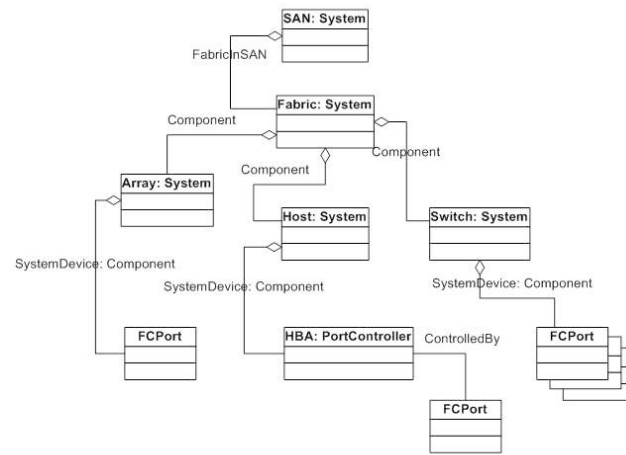 SAN: System
FabricInSAN
Fabric: System
Component
Component
Component
Array: System
Host: System
Switch: System
SystemDevice: Component
SystemDevice: Component
SystemDevice: Component
FCPort
HBA: PortController
ControlledBy
FCPort
FCPort